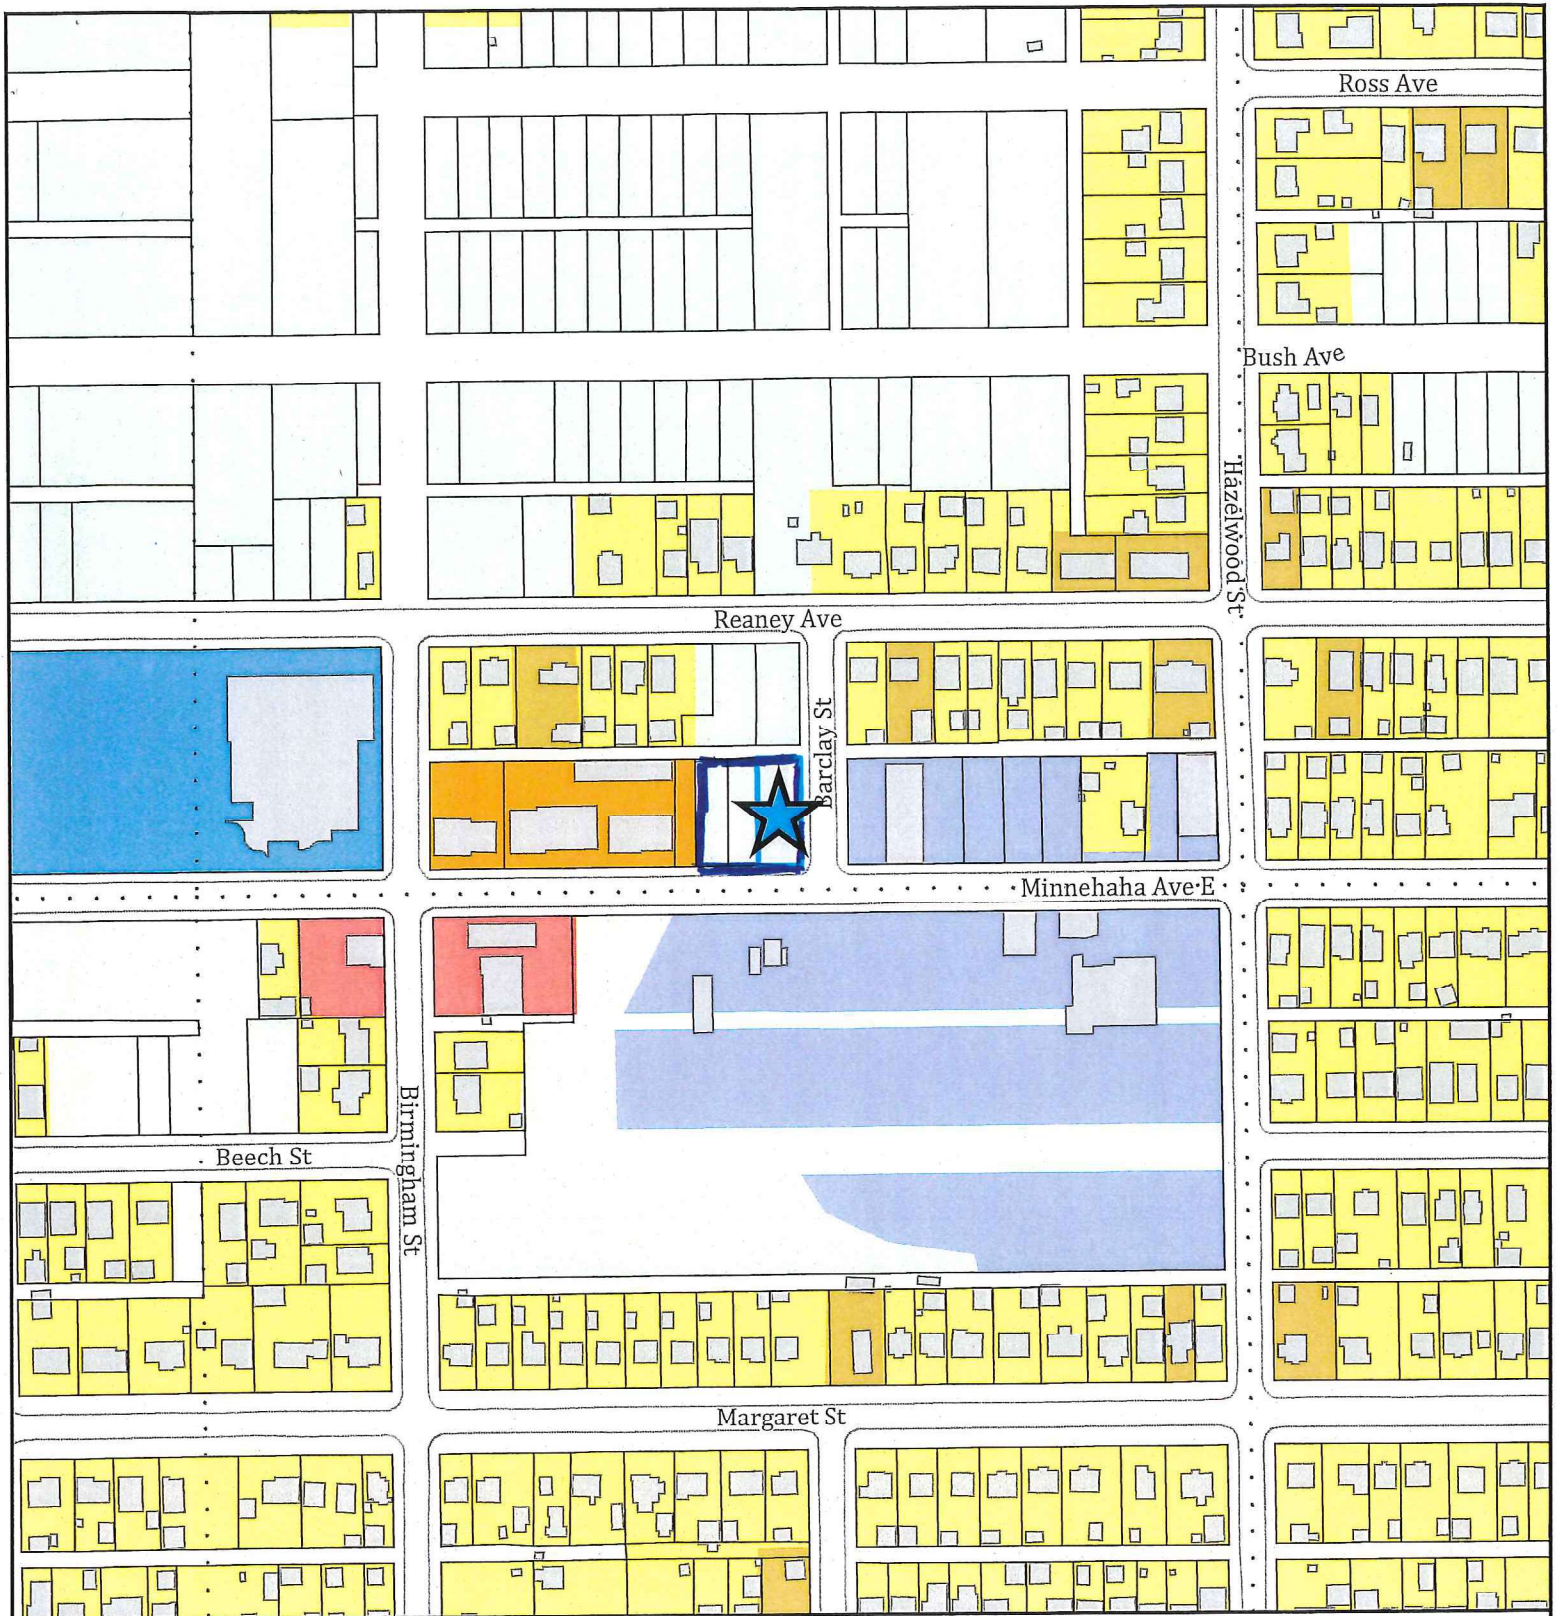 Ross Ave
Bush Ave
Hazelwood St
Reaney Ave
Barclay St
Minnehaha Ave E
Birmingham St
Beech St
Margaret St